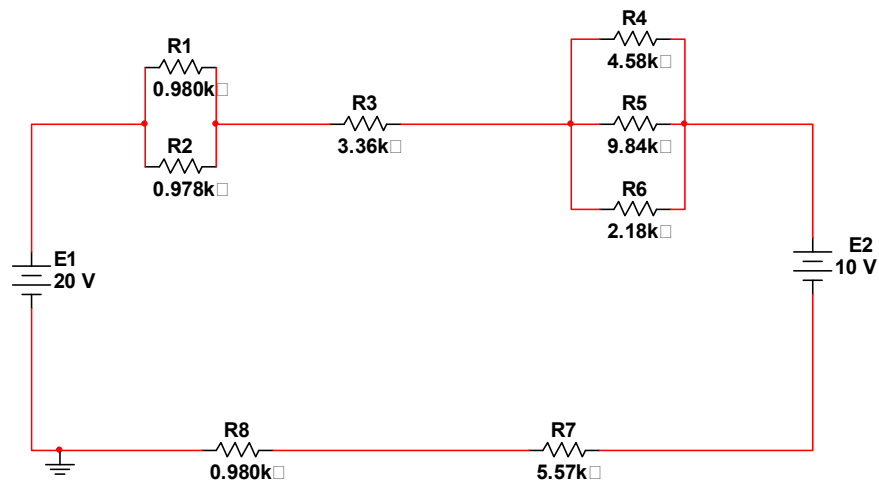 R1
0.980k□
R2
0.978k□
R3
3.36k□
R4
4.58k□
R5
9.84k□
R6
2.18k□
E1
20 V
E2
10 V
R8
0.980k□
R7
5.57k□